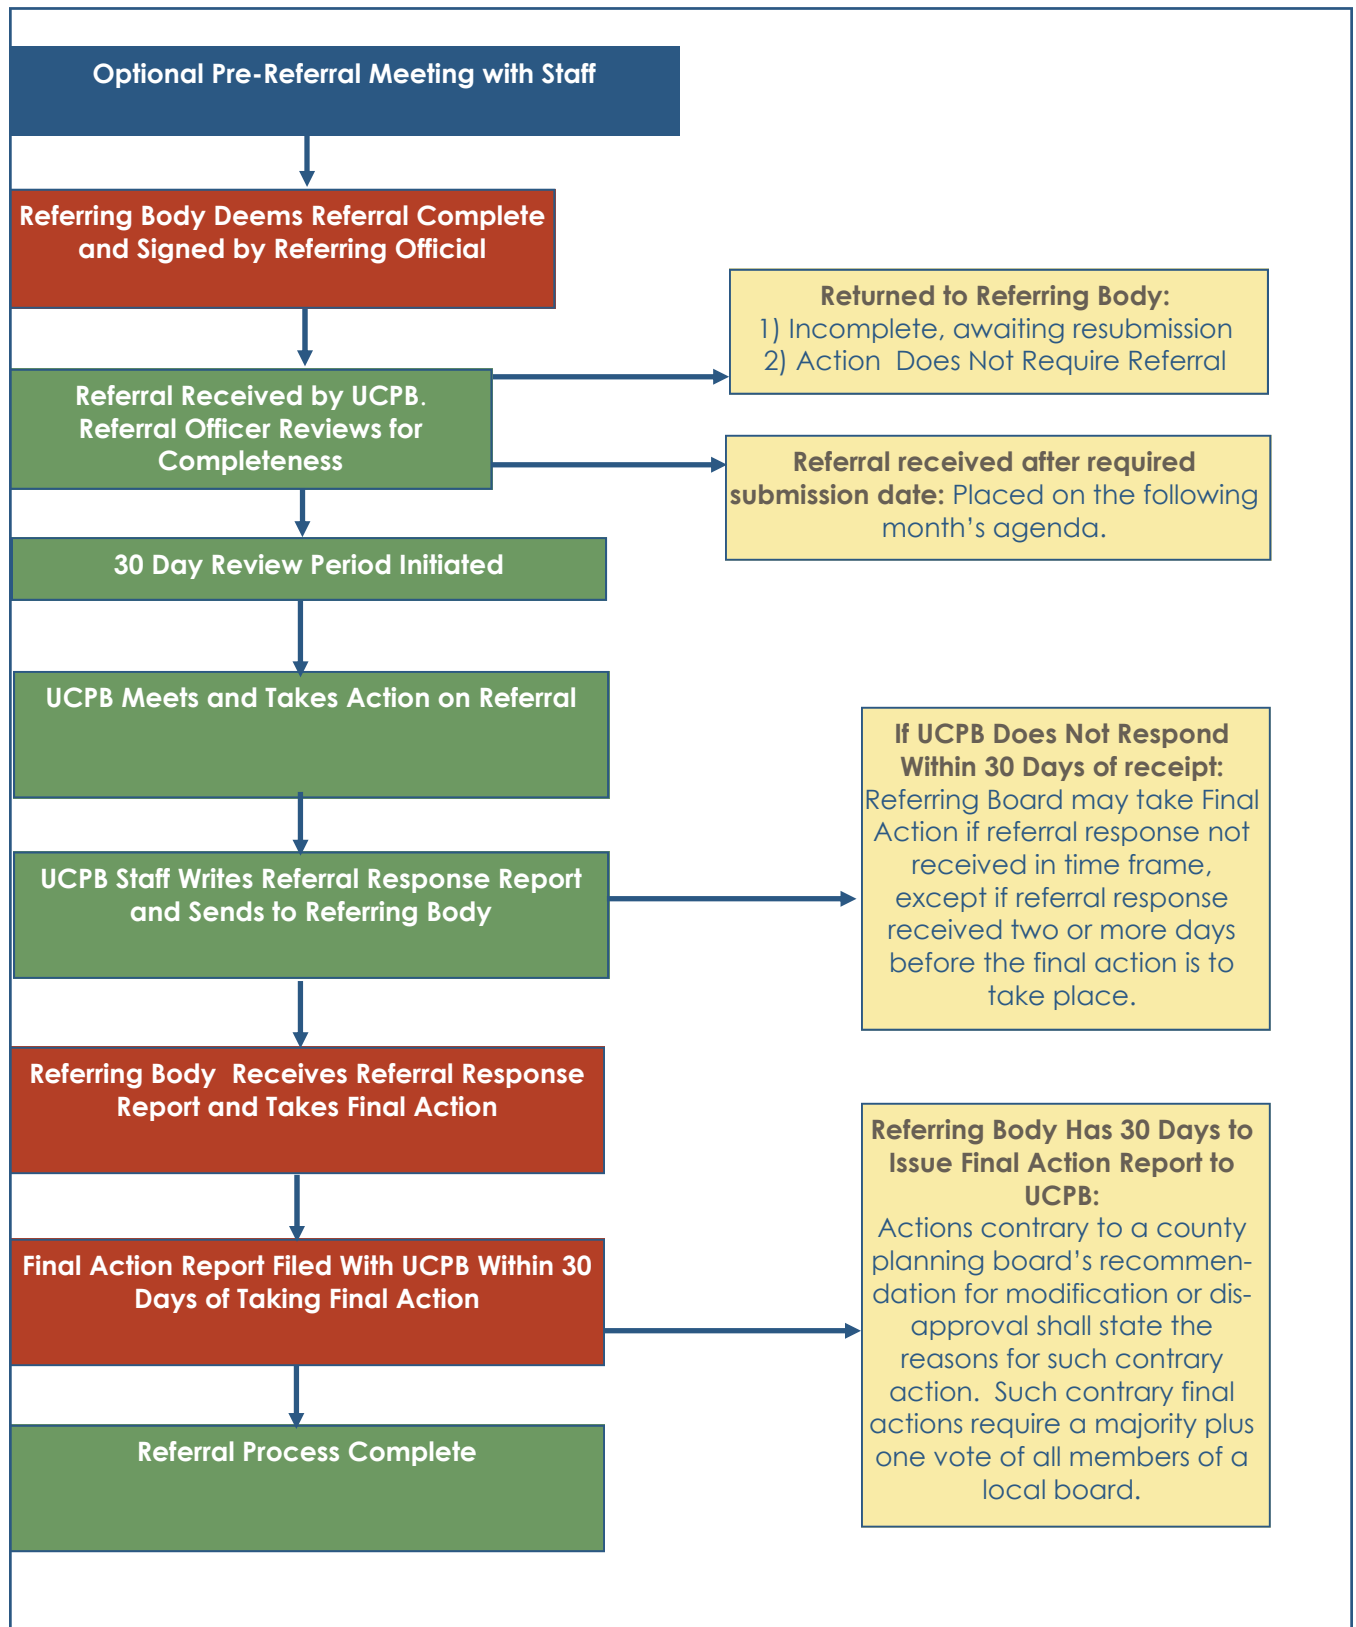 Optional Pre-Referral Meeting with Staff
Referring Body Deems Referral Complete
and Signed by Referring Official
Returned to Referring Body:
1) Incomplete, awaiting resubmission
2) Action  Does Not Require Referral
Referral Received by UCPB.
Referral Officer Reviews for
Completeness
Referral received after required
submission date: Placed on the following
month’s agenda.
30 Day Review Period Initiated
UCPB Meets and Takes Action on Referral
If UCPB Does Not Respond
Within 30 Days of receipt:
Referring Board may take Final
Action if referral response not
received in time frame,
except if referral response
received two or more days
before the final action is to
take place.
UCPB Staff Writes Referral Response Report
and Sends to Referring Body
Referring Body  Receives Referral Response
Report and Takes Final Action
Referring Body Has 30 Days to
Issue Final Action Report to
UCPB:
Actions contrary to a county
planning board’s recommen-
dation for modification or dis-
approval shall state the
reasons for such contrary
action.  Such contrary final
actions require a majority plus
one vote of all members of a
local board.
Final Action Report Filed With UCPB Within 30
Days of Taking Final Action
Referral Process Complete